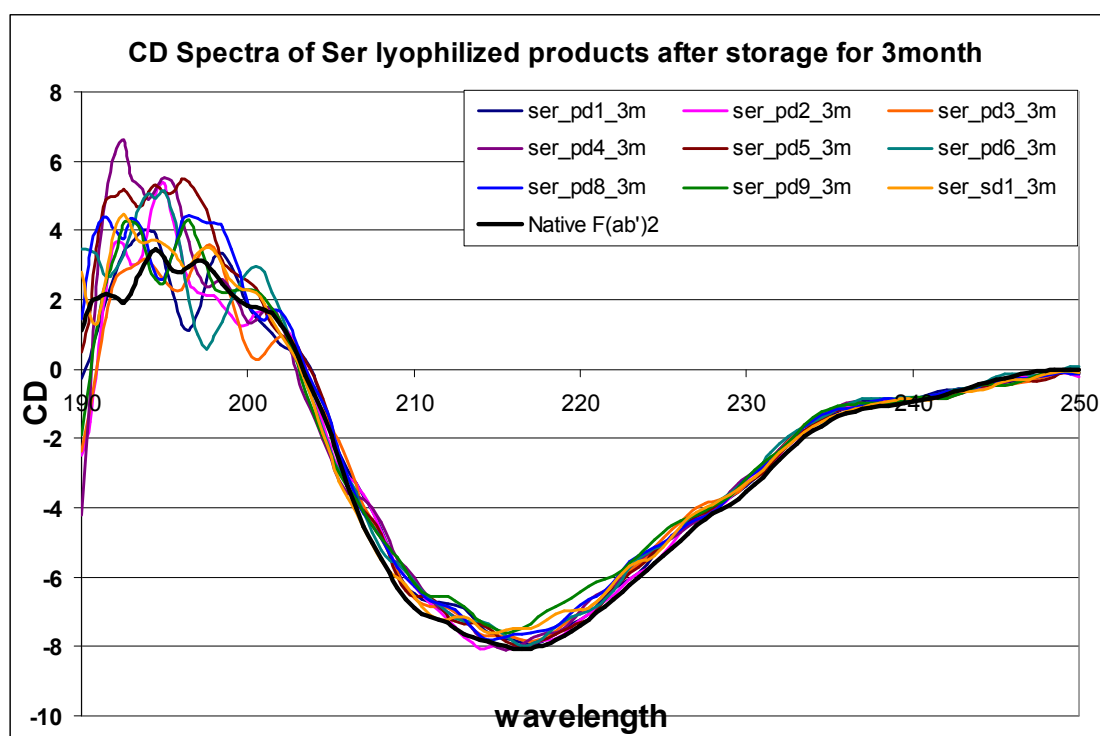 CD Spectra of Ser lyophilized products after storage for 3month
8
6
4
2
0
-2
-4
-6
-8
-10
CD
ser_pd1_3m ser_pd2_3m ser_pd3_3m
ser_pd4_3m ser_pd5_3m ser_pd6_3m
ser_pd8_3m ser_pd9_3m ser_sd1_3m
Native F(ab')2
190 200 210 220 230 240 250
wavelength